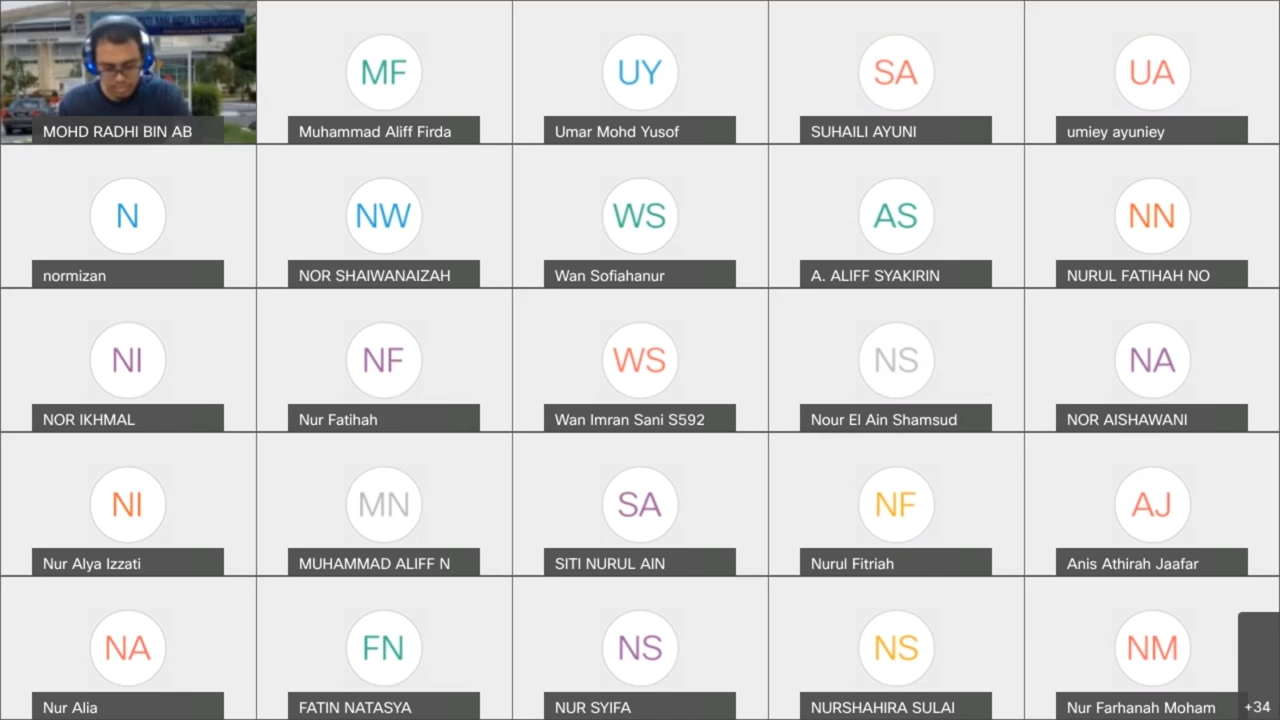 MOHD RADHI BIN AB
MF
Muhammad Aliff Firda
UY
Umar Mohd Yusof
SA
SUHAILI AYUNI
UA
umiey ayuniey
N
normizan
NW
NOR SHAIWANAIZAH
WS
Wan Sofiahanur
AS
A. ALIFF SYAKIRIN
NN
NURUL FATIHAH NO
NI
NOR IKHMAL
NF
Nur Fatihah
WS
Wan Imran Sani S592
NS
Nour El Ain Shamsud
NA
NOR AISHAWANI
NI
Nur Alya Izzati
MN
MUHAMMAD ALIFF N
SA
SITI NURUL AIN
NF
Nurul Fitriah
AJ
Anis Athirah Jaafar
NA
Nur Alia
FN
FATIN NATASYA
NS
NUR SYIFA
NS
NURSHAHIRA SULAI
NM
Nur Farhanah Moham
+34